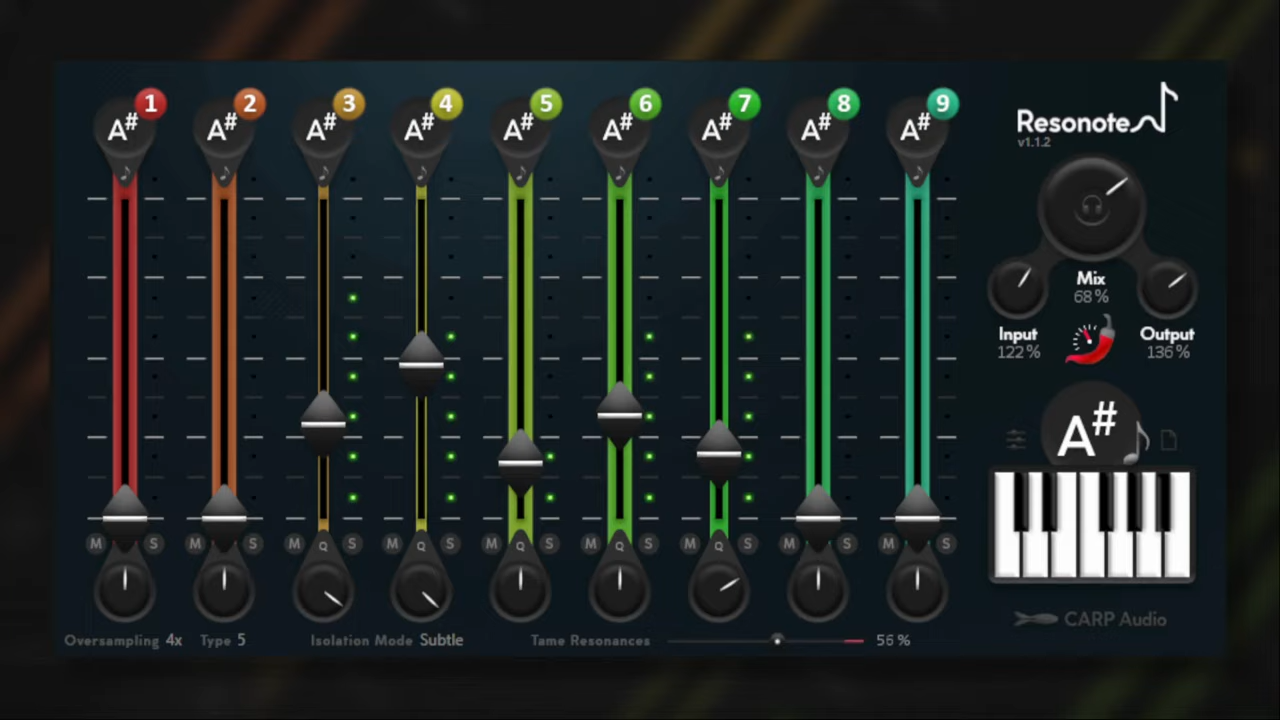 1 2 3 4 5 6 7 8 9
A# A# A# A# A# A# A# A# A#
Resonote
v1.1.2
Mix
68 %
Input
122 %
Output
136 %
A#
M S M S M Q S M Q S M Q S M Q S M Q S M S M S
CARP Audio
Oversampling 4x Type 5 Isolation Mode Subtle Tame Resonances 56 %